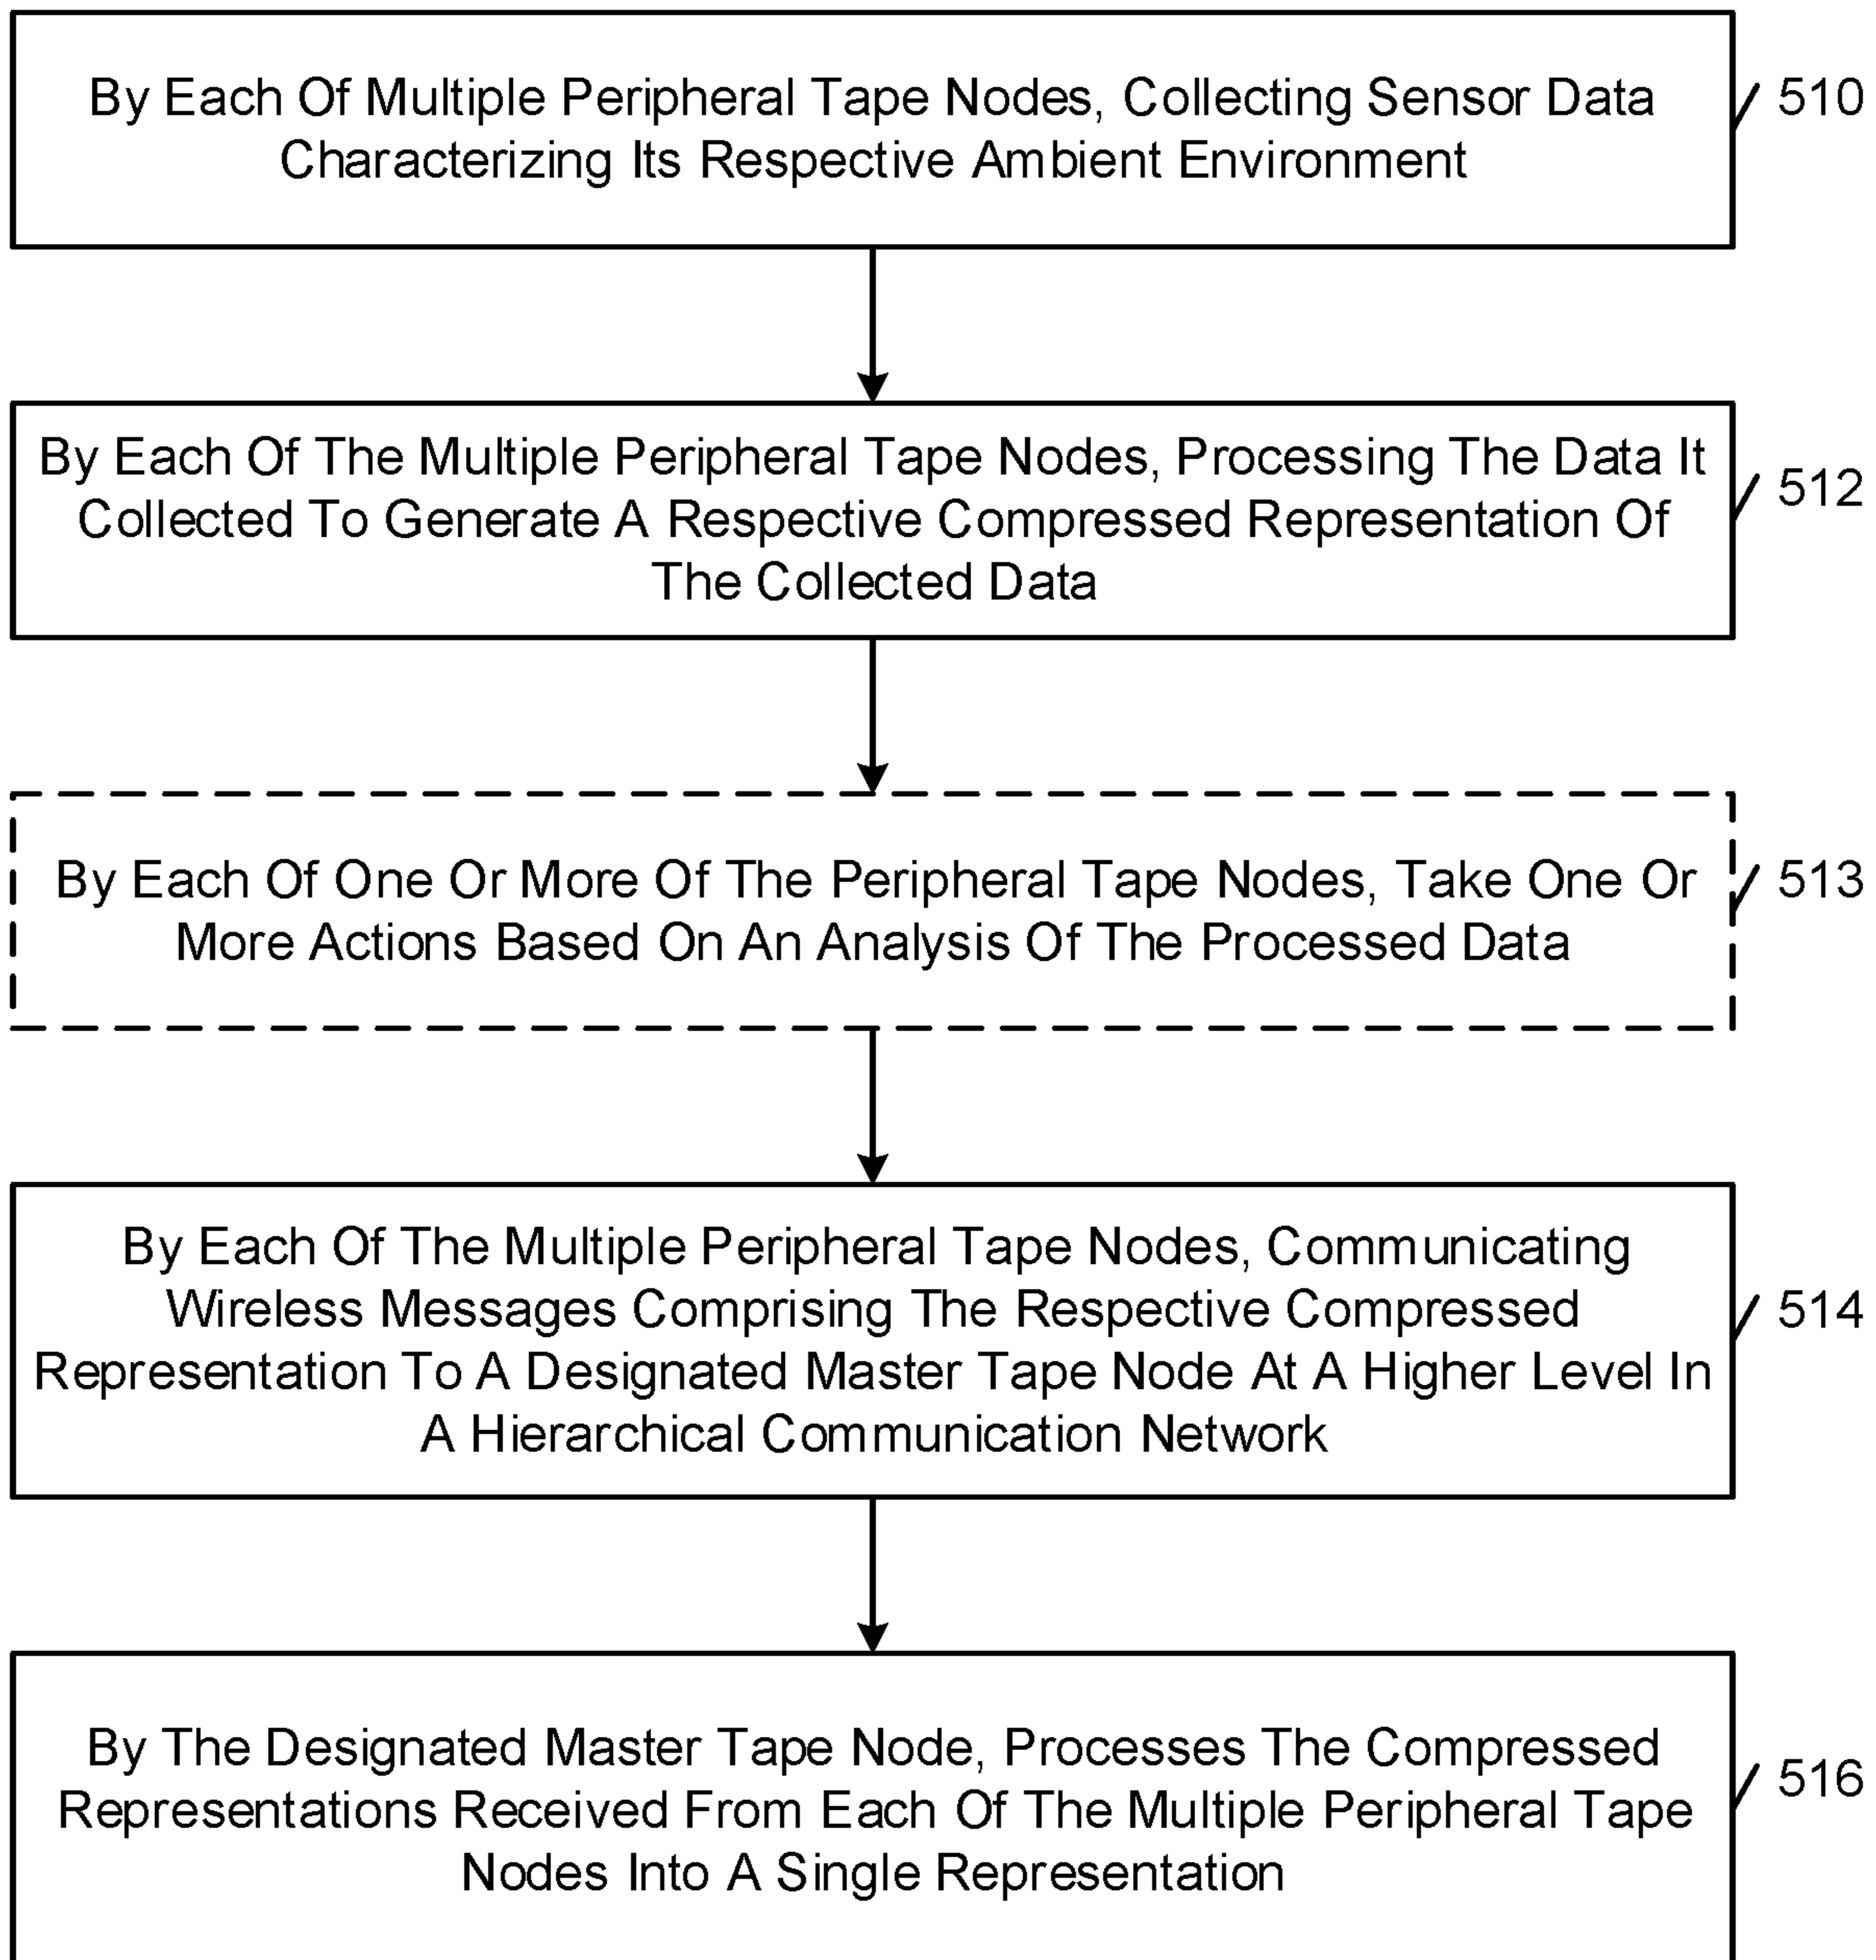 By Each Of Multiple Peripheral Tape Nodes, Collecting Sensor Data
Characterizing Its Respective Ambient Environment
510
By Each Of The Multiple Peripheral Tape Nodes, Processing The Data It
Collected To Generate A Respective Compressed Representation Of
The Collected Data
512
By Each Of One Or More Of The Peripheral Tape Nodes, Take One Or
More Actions Based On An Analysis Of The Processed Data
513
By Each Of The Multiple Peripheral Tape Nodes, Communicating
Wireless Messages Comprising The Respective Compressed
Representation To A Designated Master Tape Node At A Higher Level In
A Hierarchical Communication Network
514
By The Designated Master Tape Node, Processes The Compressed
Representations Received From Each Of The Multiple Peripheral Tape
Nodes Into A Single Representation
516